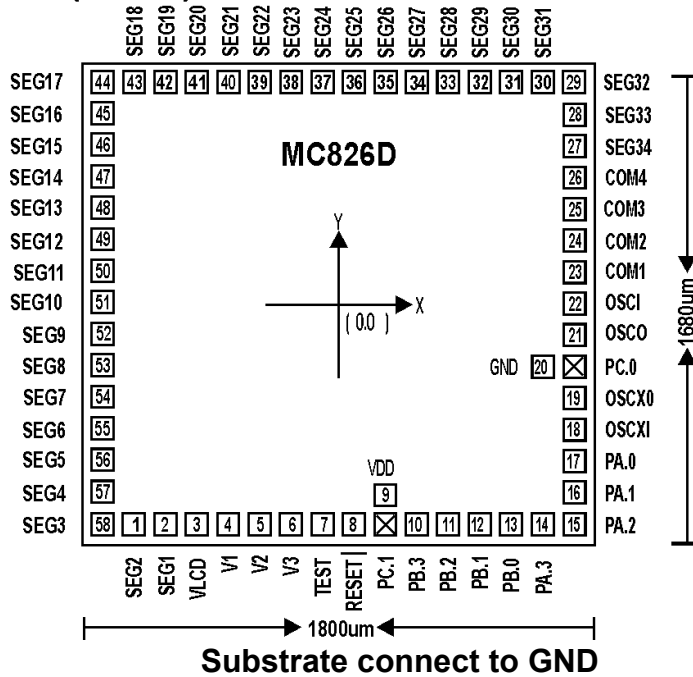 SEG18 SEG19 SEG20 SEG21 SEG22 SEG23 SEG24 SEG25 SEG26 SEG27 SEG28 SEG29 SEG30 SEG31
SEG17 44 43 42 41 40 39 38 37 36 35 34 33 32 31 30 29 SEG32
SEG16 45 28 SEG33
SEG15 46 27 SEG34
MC826D
SEG14 47 26 COM4
SEG13 48 25 COM3
Y
SEG12 49 24 COM2
SEG11 50 23 COM1
SEG10 51 X 22 OSCI
( 0.0 )
SEG9 52 21 OSCO
1680um
SEG8 53 GND 20 PC.0
SEG7 54 19 OSCX0
SEG6 55 18 OSCXI
SEG5 56 17 PA.0
VDD
SEG4 57 9 16 PA.1
SEG3 58 1 2 3 4 5 6 7 8 10 11 12 13 14 15 PA.2
SEG2 SEG1 VLCD V1 V2 V3 TEST RESET PC.1 PB.3 PB.2 PB.1 PB.0 PA.3
1800um
Substrate connect to GND